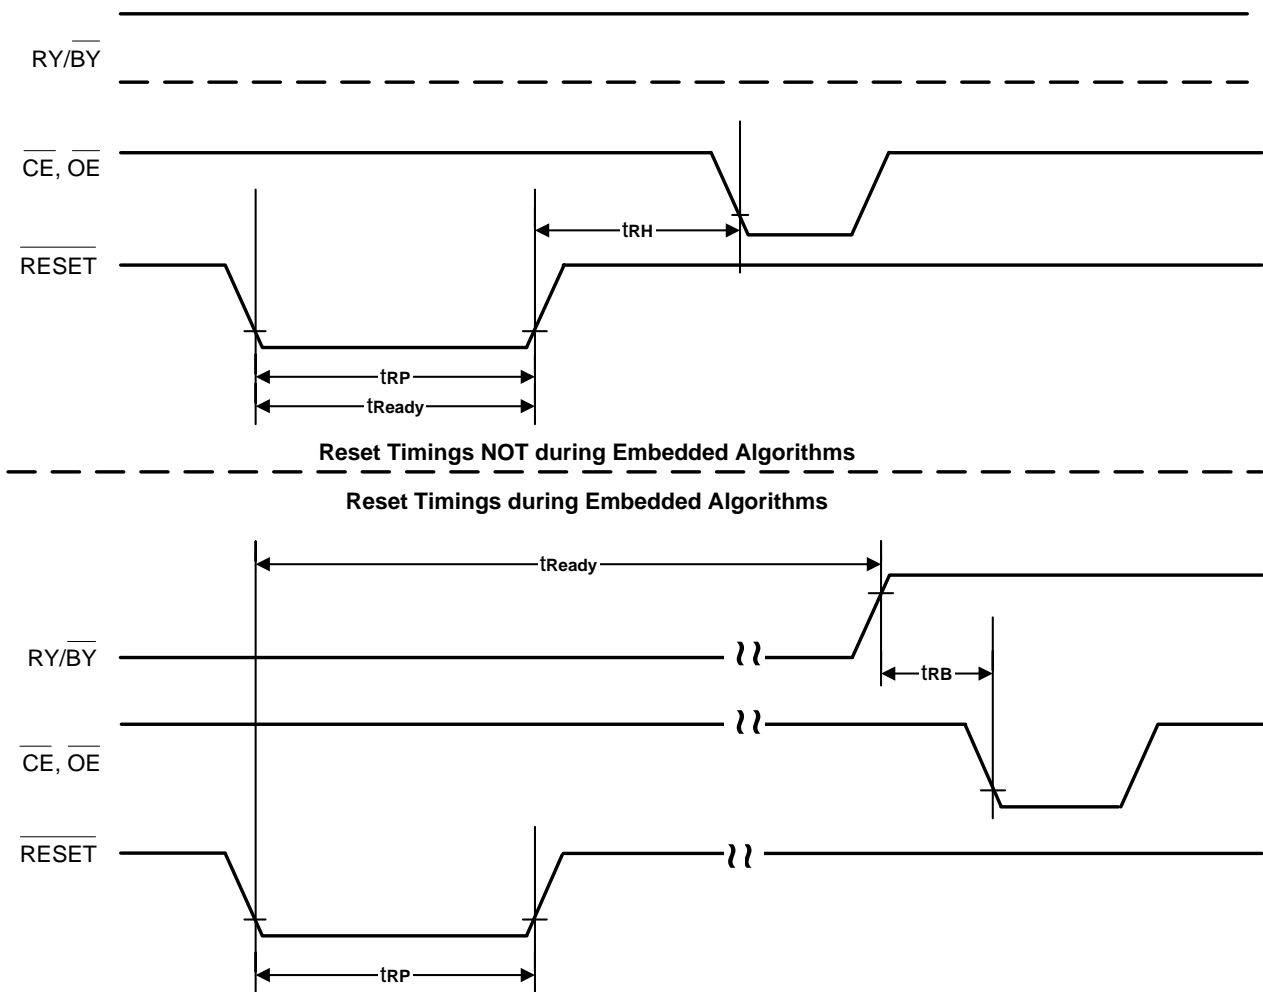 RY/BY
CE, OE
tRH
RESET
tRP
tReady
Reset Timings NOT during Embedded Algorithms
Reset Timings during Embedded Algorithms
tReady
RY/BY
tRB
CE, OE
RESET
tRP